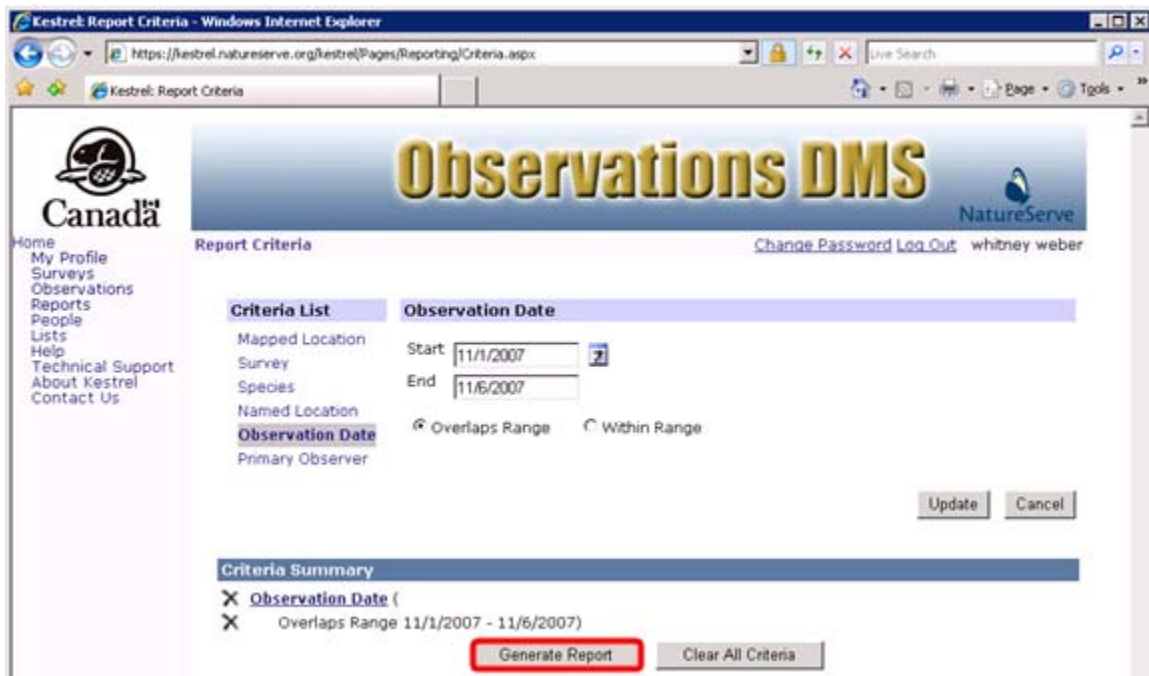 Kestrel: Report Criteria - Windows Internet Explorer
https://kestrel.natureserve.org/kestrel/Pages/Reporting/Criteria.aspx
Live Search
Kestrel: Report Criteria
Page
Tools
Canada
Observations DMS
NatureServe
Home
My Profile
Surveys
Observations
Reports
People
Lists
Help
Technical Support
About Kestrel
Contact Us
Report Criteria
Change Password Log Out whitney weber
Criteria List
Mapped Location
Survey
Species
Named Location
Observation Date
Primary Observer
Observation Date
Start 11/1/2007
End 11/6/2007
Overlaps Range Within Range
Update Cancel
Criteria Summary
Observation Date (
Overlaps Range 11/1/2007 - 11/6/2007)
Generate Report Clear All Criteria